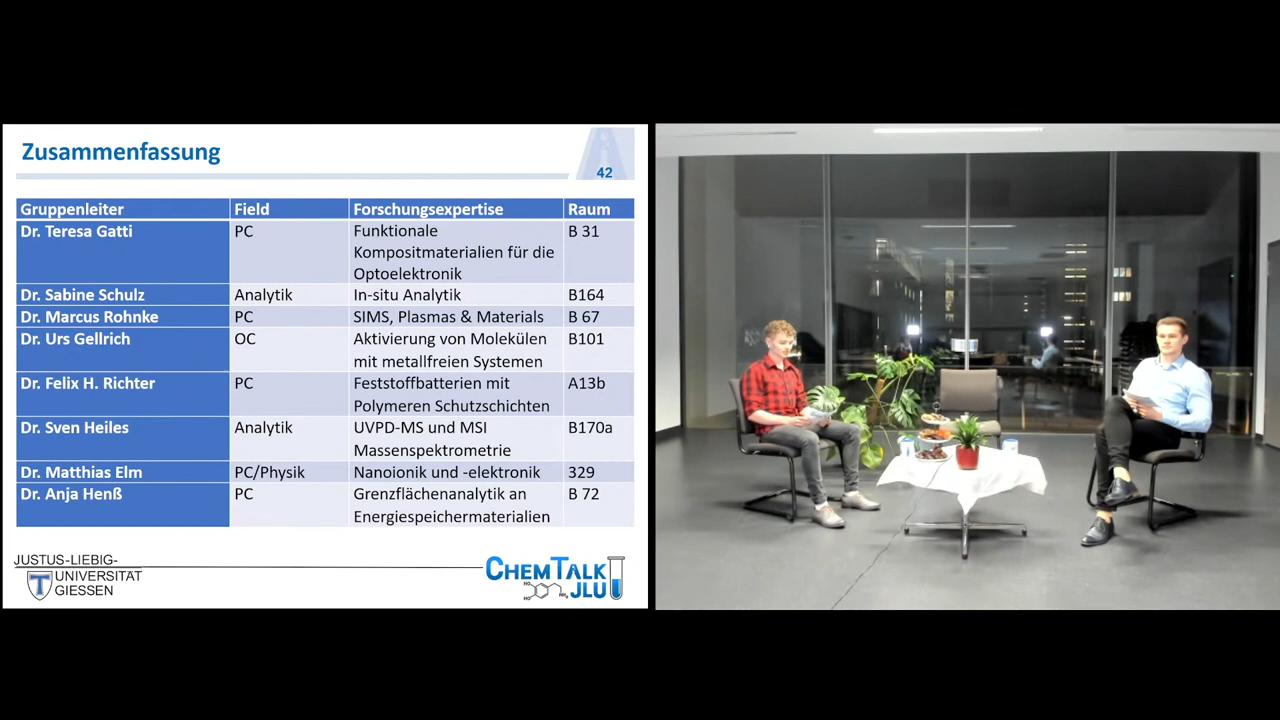 Zusammenfassung
42
Gruppenleiter Field Forschungsexpertise Raum
Dr. Teresa Gatti PC Funktionale B 31
Kompositmaterialien für die
Optoelektronik
Dr. Sabine Schulz Analytik In-situ Analytik B164
Dr. Marcus Rohnke PC SIMS, Plasmas & Materials B 67
Dr. Urs Gellrich OC Aktivierung von Molekülen B101
mit metallfreien Systemen
Dr. Felix H. Richter PC Feststoffbatterien mit A13b
Polymeren Schutzschichten
Dr. Sven Heiles Analytik UVPD-MS und MSI B170a
Massenspektrometrie
Dr. Matthias Elm PC/Physik Nanoionik und -elektronik 329
Dr. Anja Henß PC Grenzflächenanalytik an B 72
Energiespeichermaterialien
JUSTUS-LIEBIG-
UNIVERSITÄT
GIESSEN
CHEMTALK
JLU
HO
HO
NH₂